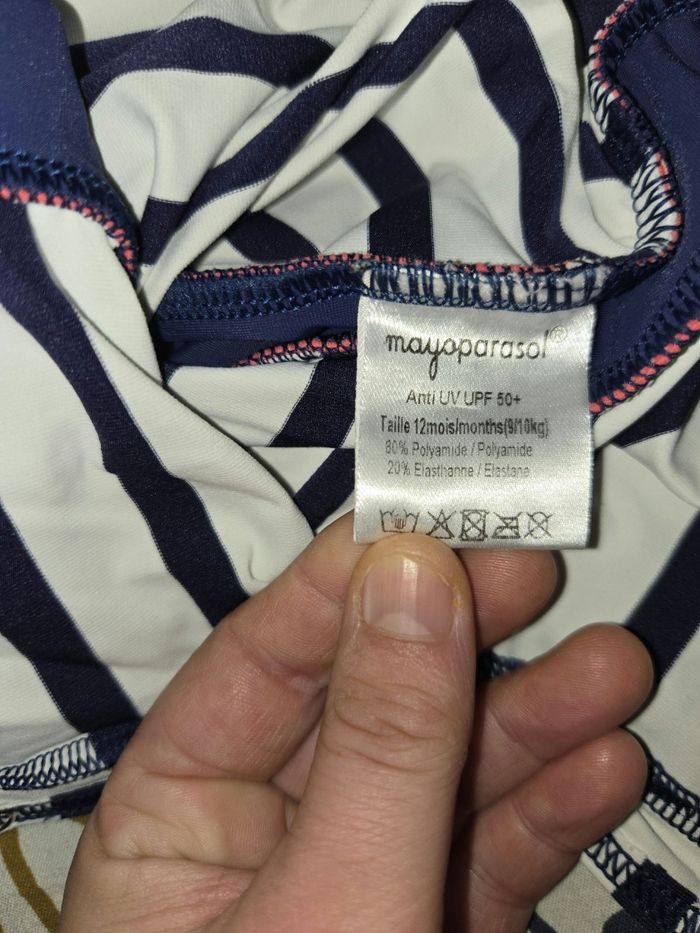 mayoparasol®
Anti UV UPF 50+
Taille 12mois/months(9/10kg)
80% Polyamide / Polyamide
20% Elasthanne / Elastane